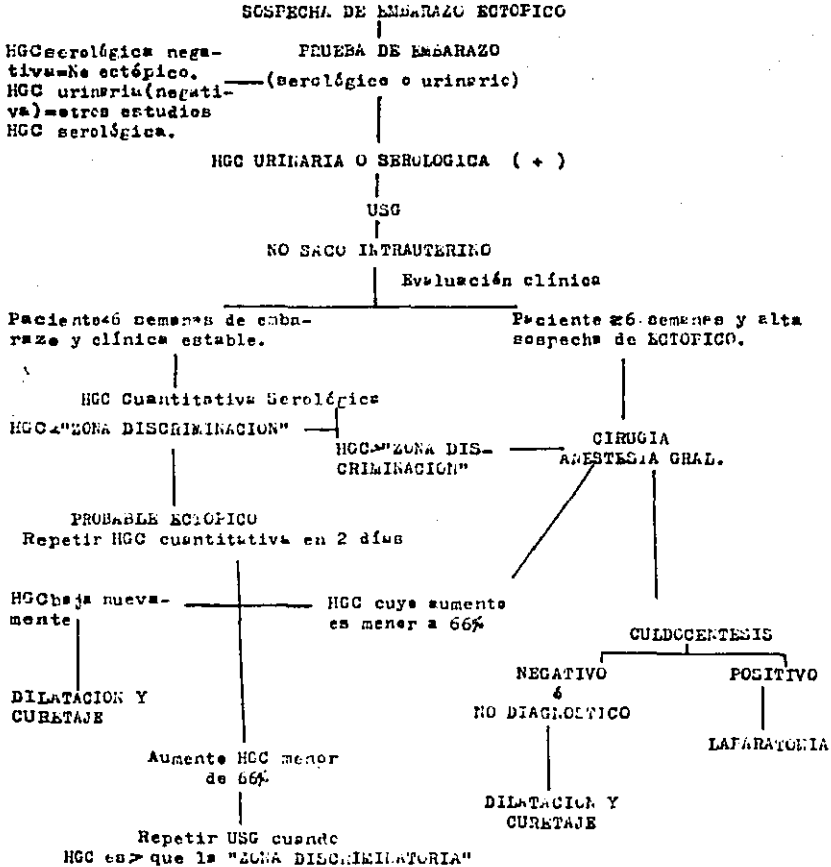 SOSPECHA DE EMBARAZO ECTOPICO
HGC serológica nega-
tiva=No ectópico.
HGC urinaria(negati-
va)=otros estudios
HGC serológica.
PRUEBA DE EMBARAZO
(serológico o urinario)
HGC URINARIA O SEROLOGICA ( + )
USG
NO SACO INTRAUTERINO
Evaluación clínica
Paciente<6 semanas de emba-
razo y clínica estable.
Paciente ≥6 semanas y alta
sospecha de ECTOPICO.
HGC Cuantitativa Serológica
HGC<"ZONA DISCRIMINACION"
HGC>"ZONA DIS-
CRIMINACION"
CIRUGIA
ANESTESIA GRAL.
PROBABLE ECTOPICO
Repetir HGC cuantitativa en 2 días
HGC baja nueva-
mente
HGC cuyo aumento
es menor a 66%
DILATACION Y
CURETAJE
CULDOCENTESIS
NEGATIVO
ó
NO DIAGNOSTICO
POSITIVO
LAPARATOMIA
DILATACION Y
CURETAJE
Aumento HGC menor
de 66%
Repetir USG cuando
HGC es> que la "ZONA DISCRIMINATORIA"